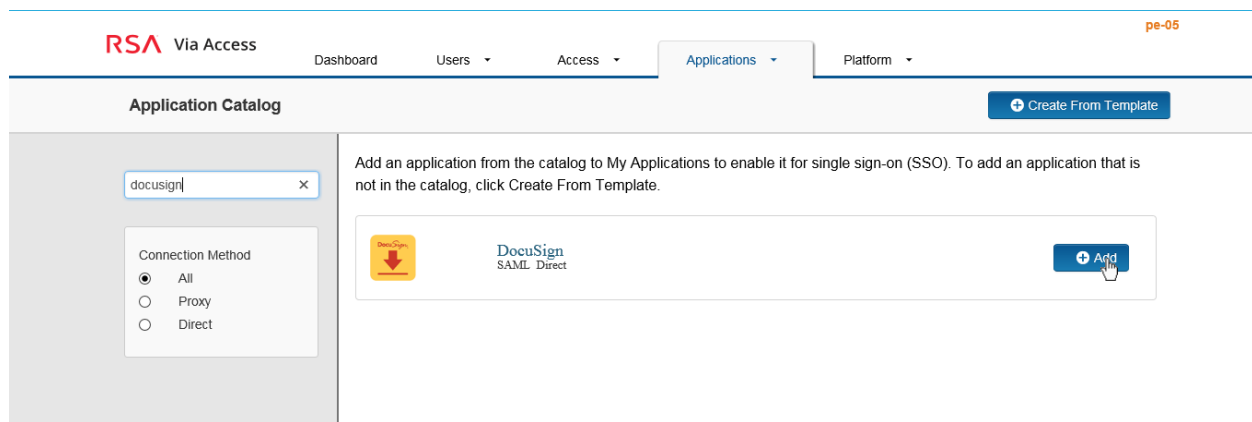 pe-05
RSA Via Access
Dashboard Users Access Applications Platform
Application Catalog
Create From Template
docusign
Connection Method
All
Proxy
Direct
Add an application from the catalog to My Applications to enable it for single sign-on (SSO). To add an application that is
not in the catalog, click Create From Template.
DocuSign
DocuSign
SAML Direct
Add